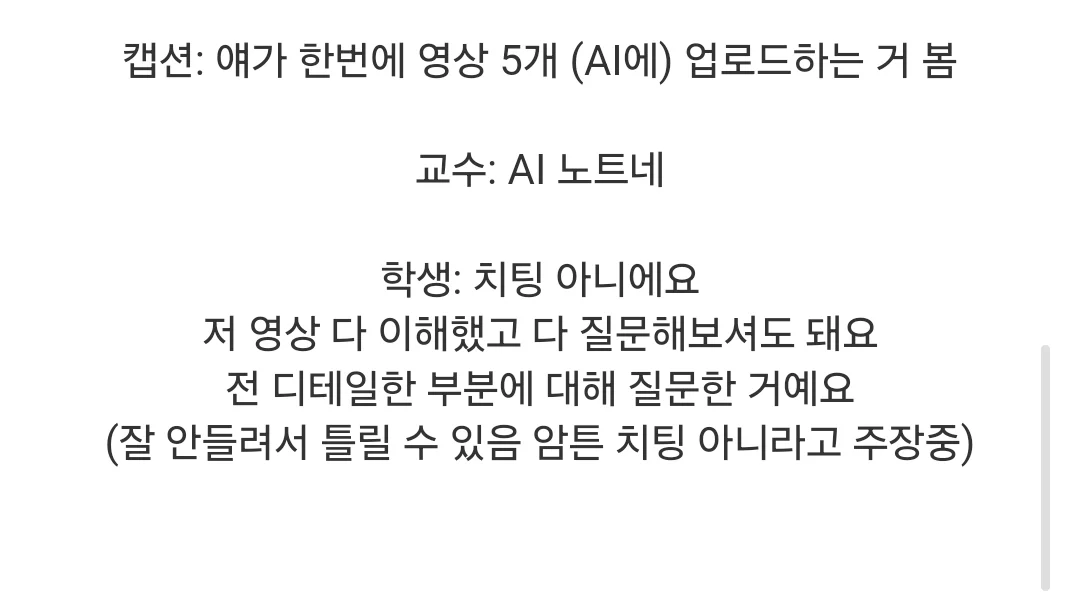 캡션: 얘가 한번에 영상 5개 (AI에) 업로드하는 거 봄
교수: AI 노트네
학생: 치팅 아니에요
저 영상 다 이해했고 다 질문해보셔도 돼요
전 디테일한 부분에 대해 질문한 거예요
(잘 안들려서 틀릴 수 있음 암튼 치팅 아니라고 주장중)